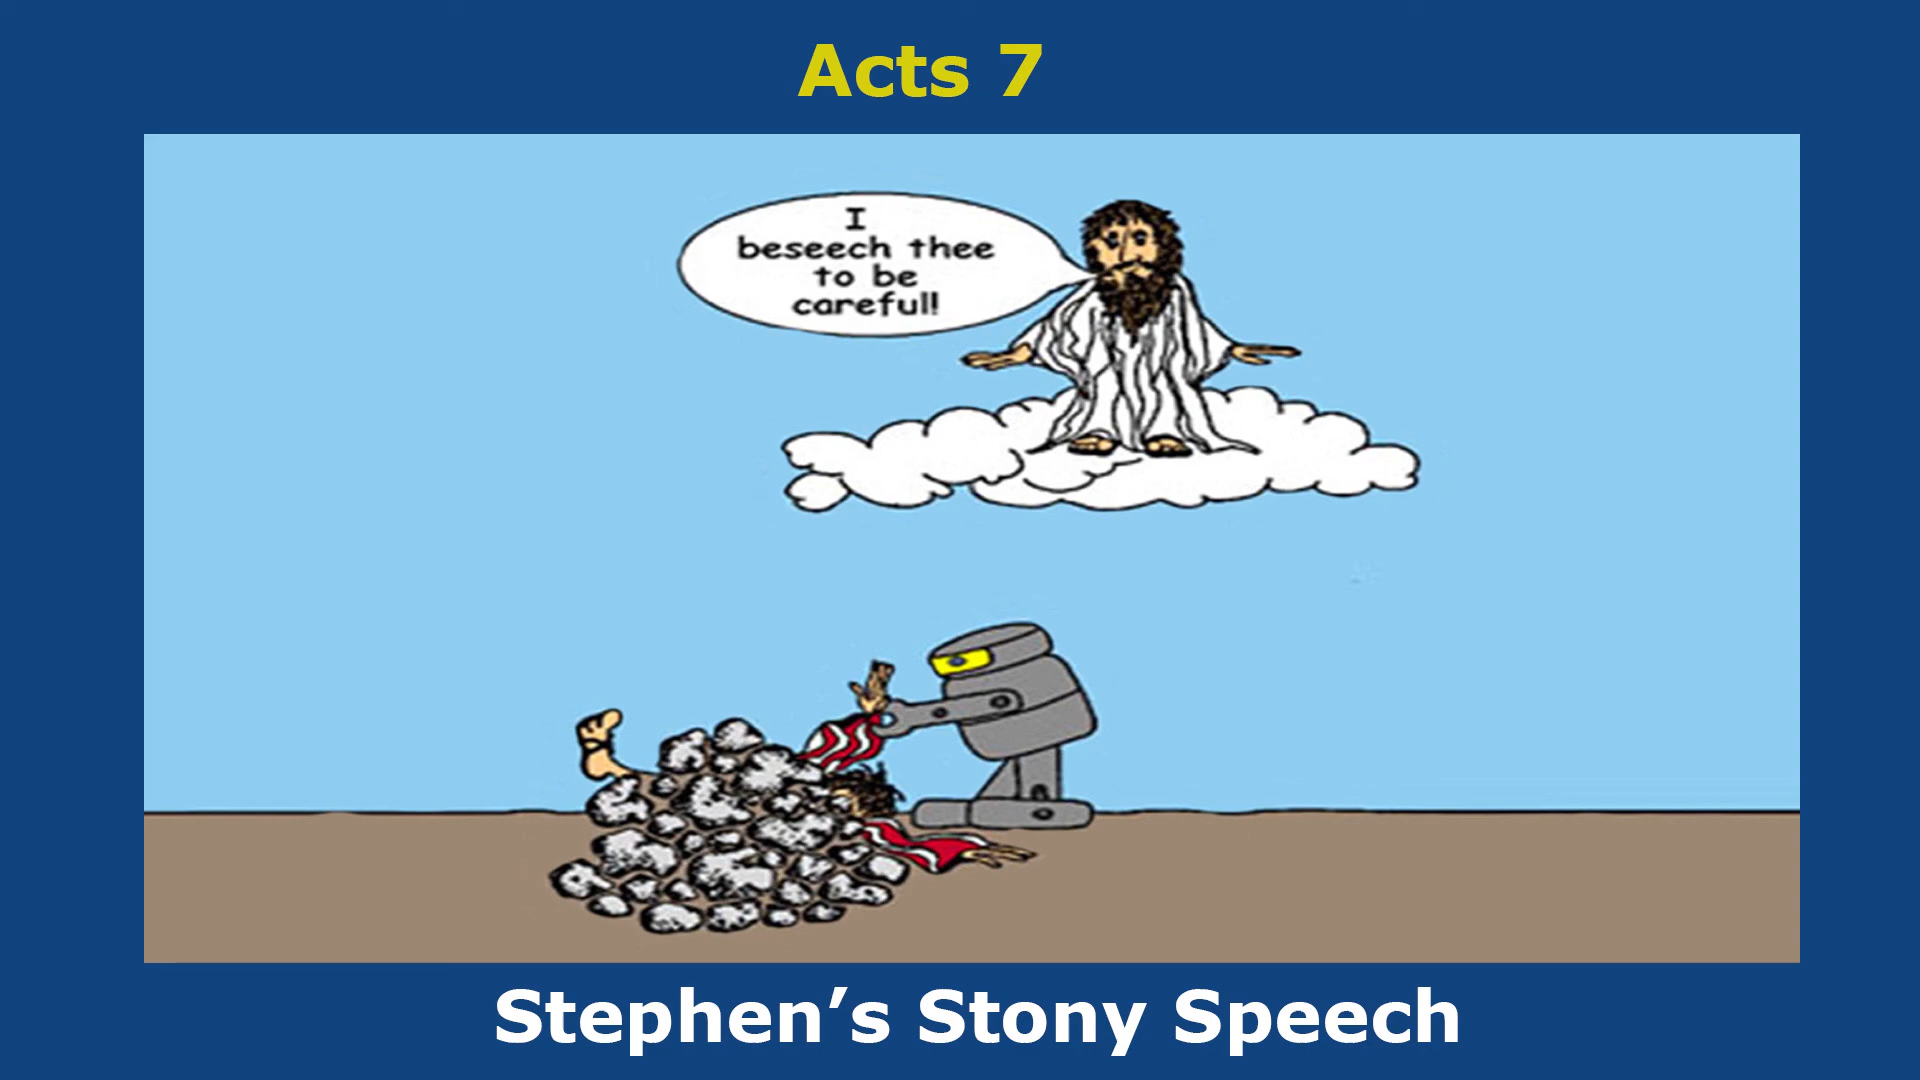 Acts 7
I
beseech thee
to be
careful!
Stephen’s Stony Speech